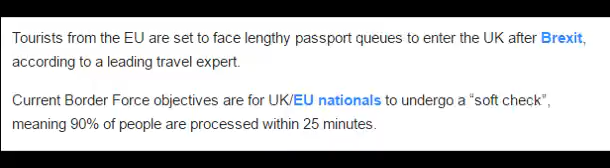 Tourists from the EU are set to face lengthy passport queues to enter the UK after Brexit,
according to a leading travel expert.
Current Border Force objectives are for UK/EU nationals to undergo a “soft check”,
meaning 90% of people are processed within 25 minutes.